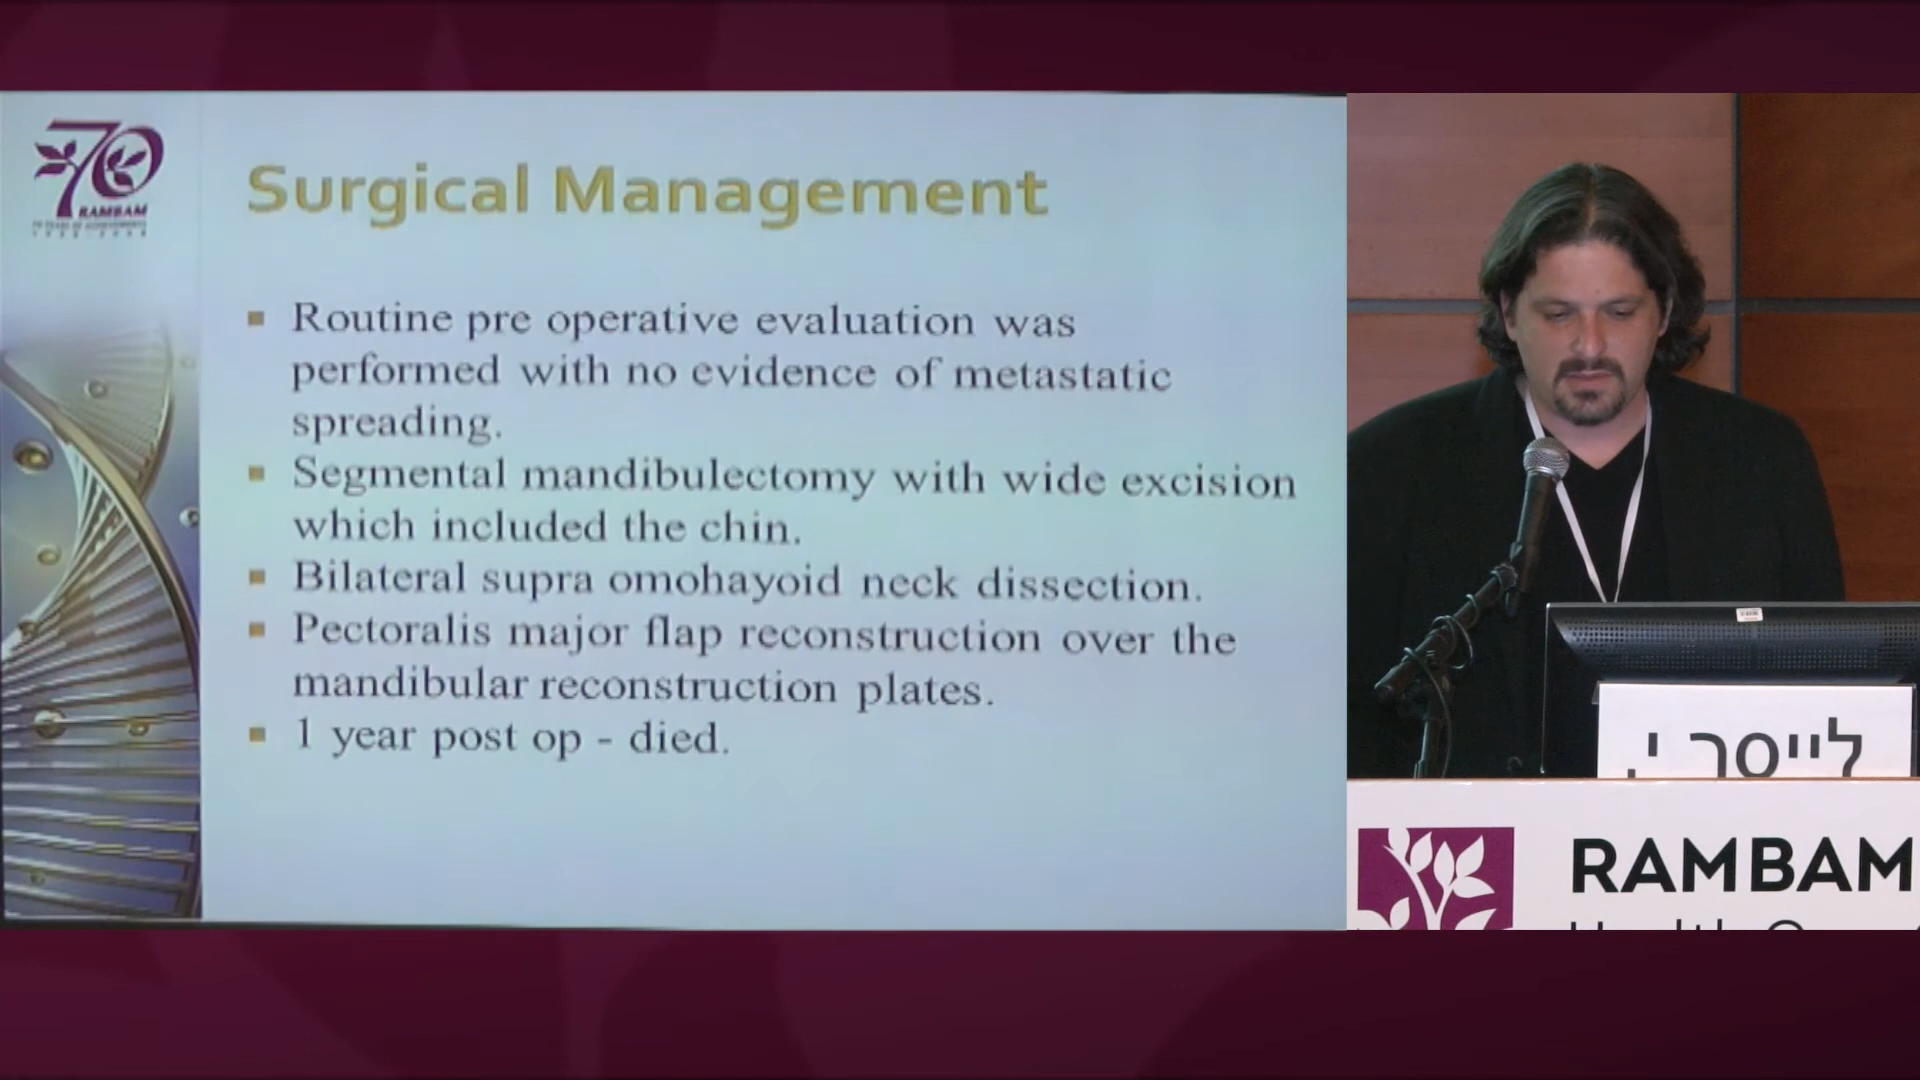 70
RAMBAM
Surgical Management
Routine pre operative evaluation was
performed with no evidence of metastatic
spreading.
Segmental mandibulectomy with wide excision
which included the chin.
Bilateral supra omohayoid neck dissection.
Pectoralis major flap reconstruction over the
mandibular reconstruction plates.
1 year post op - died.
לייסר י.
RAMBAM